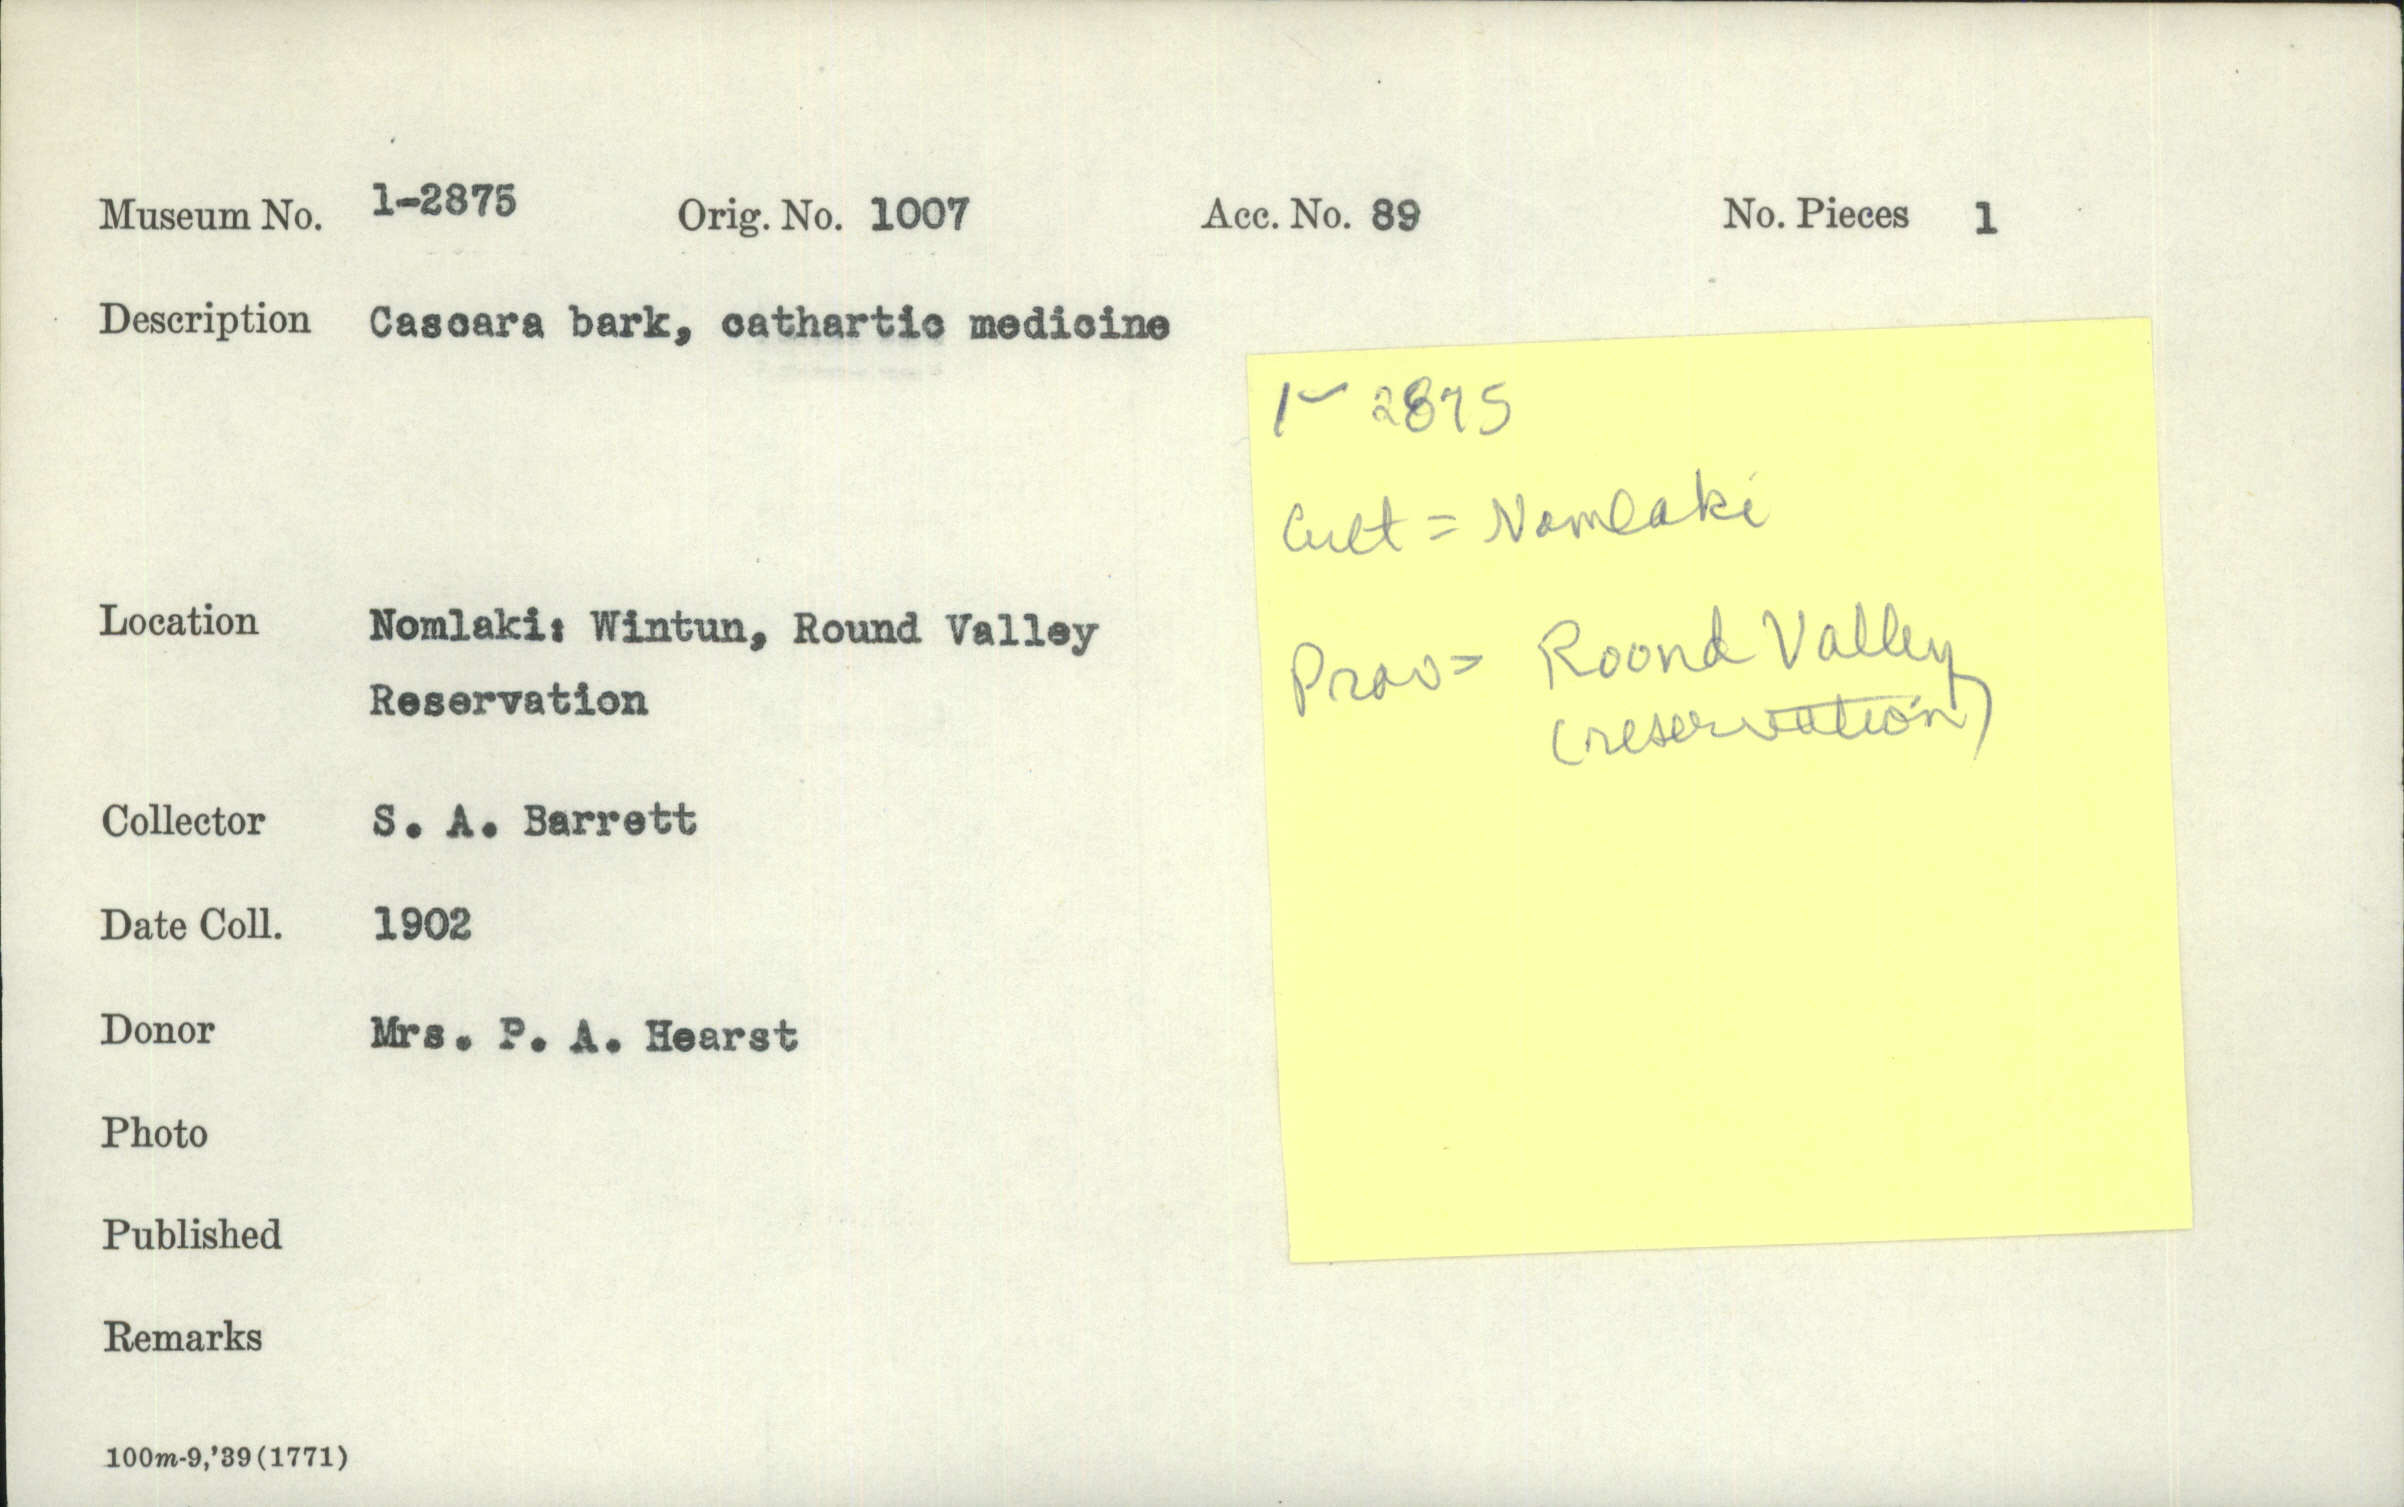 Museum No. 1-2875 Orig. No. 1007 Acc. No. 89 No. Pieces 1
Description Cascara bark, cathartic medicine
1- 2875
Cult = Nomlaki
Prov = Round Valley
(reservation)
Location Nomlaki: Wintun, Round Valley
Reservation
Collector S. A. Barrett
Date Coll. 1902
Donor Mrs. P. A. Hearst
Photo
Published
Remarks
100m-9,'39(1771)